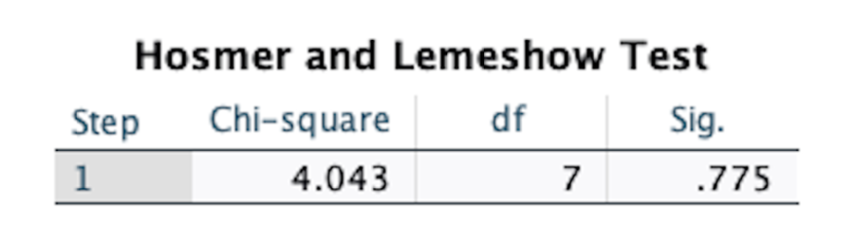 Hosmer and Lemeshow Test
Step Chi-square df Sig.
1 4.043 7 .775